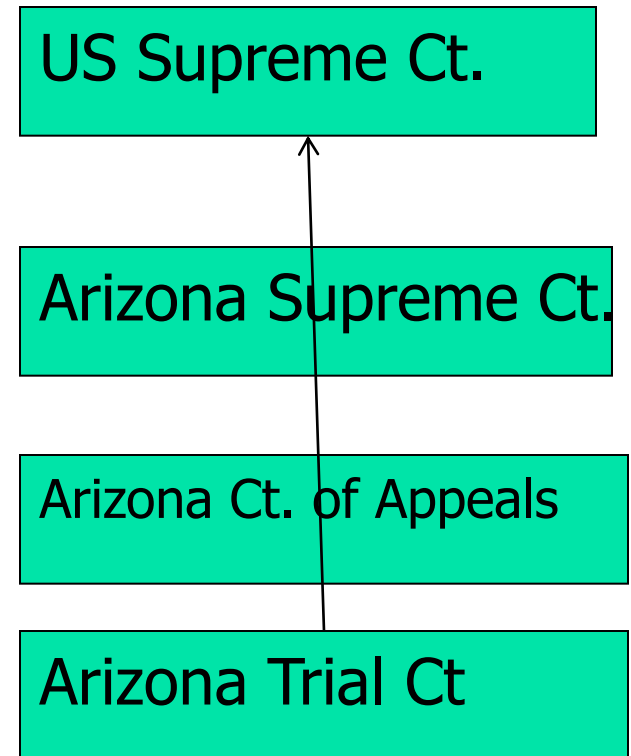 US Supreme Ct.
Arizona Supreme Ct.
Arizona Ct. of Appeals
Arizona Trial Ct